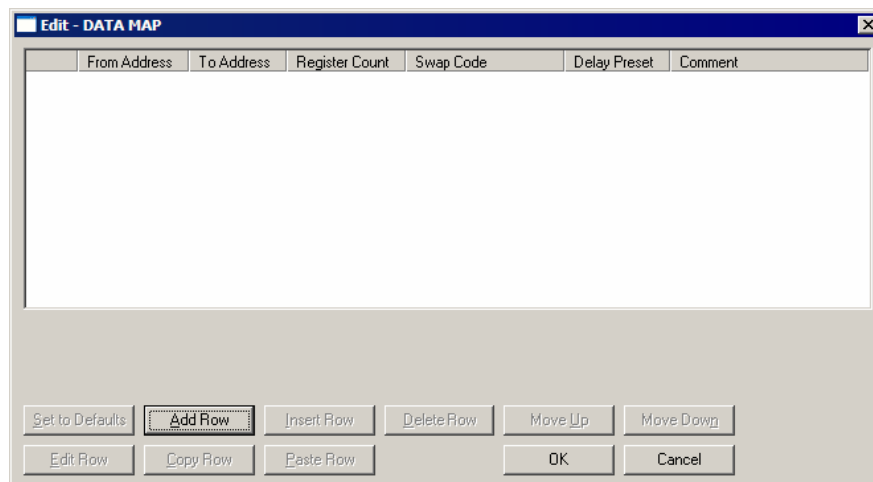 Edit - DATA MAP
From Address To Address Register Count Swap Code Delay Preset Comment
Set to Defaults Add Row Insert Row Delete Row Move Up Move Down
Edit Row Copy Row Paste Row OK Cancel